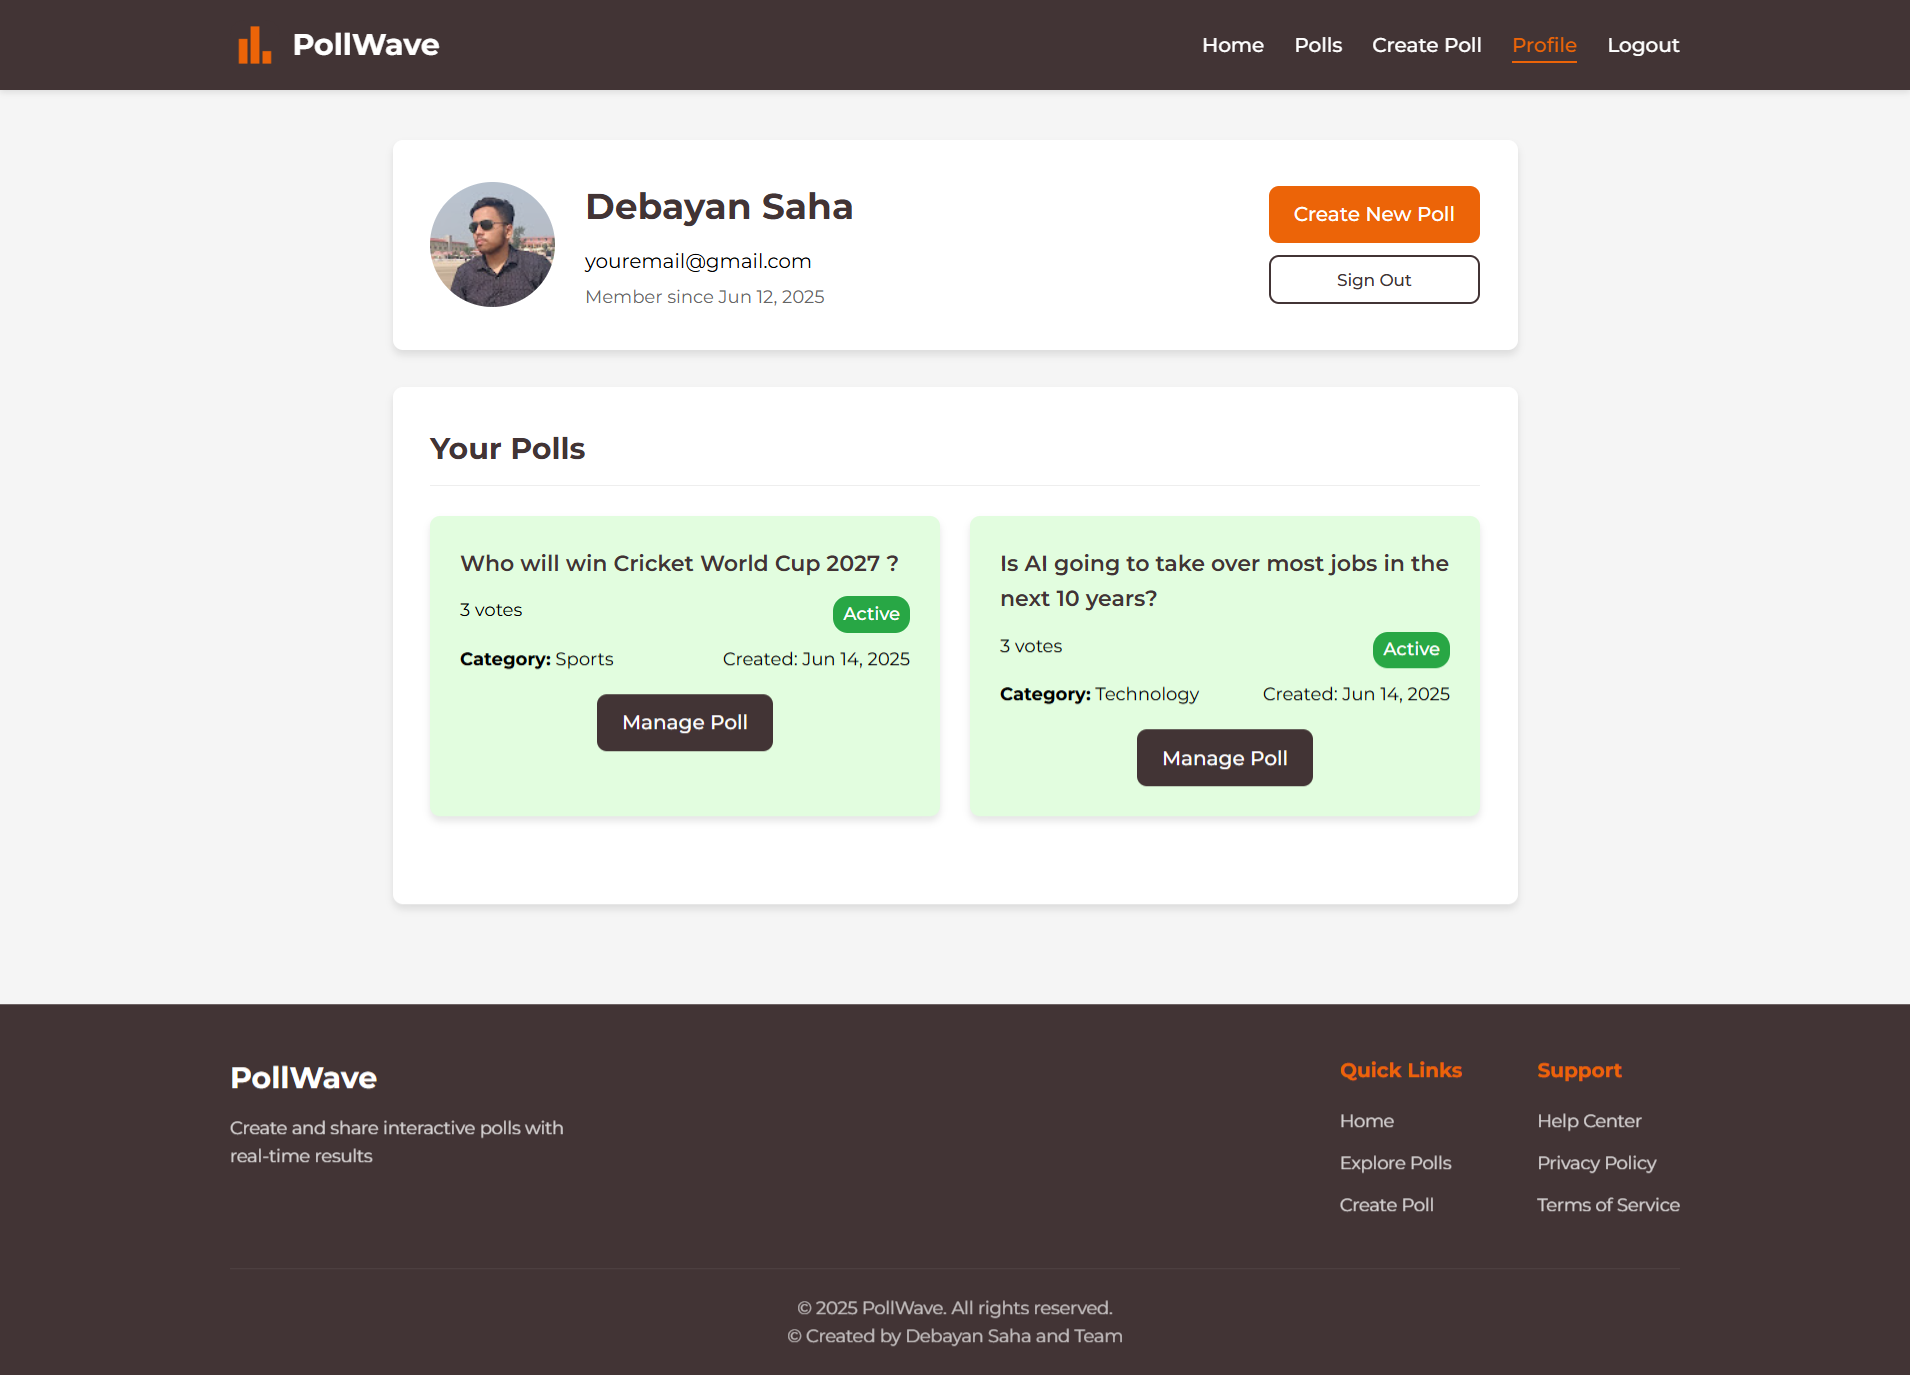 PollWave
Home Polls Create Poll Profile Logout
Debayan Saha
youremail@gmail.com
Member since Jun 12, 2025
Create New Poll
Sign Out
Your Polls
Who will win Cricket World Cup 2027 ?
3 votes Active
Category: Sports Created: Jun 14, 2025
Manage Poll
Is AI going to take over most jobs in the
next 10 years?
3 votes Active
Category: Technology Created: Jun 14, 2025
Manage Poll
PollWave
Create and share interactive polls with
real-time results
Quick Links
Home
Explore Polls
Create Poll
Support
Help Center
Privacy Policy
Terms of Service
© 2025 PollWave. All rights reserved.
© Created by Debayan Saha and Team